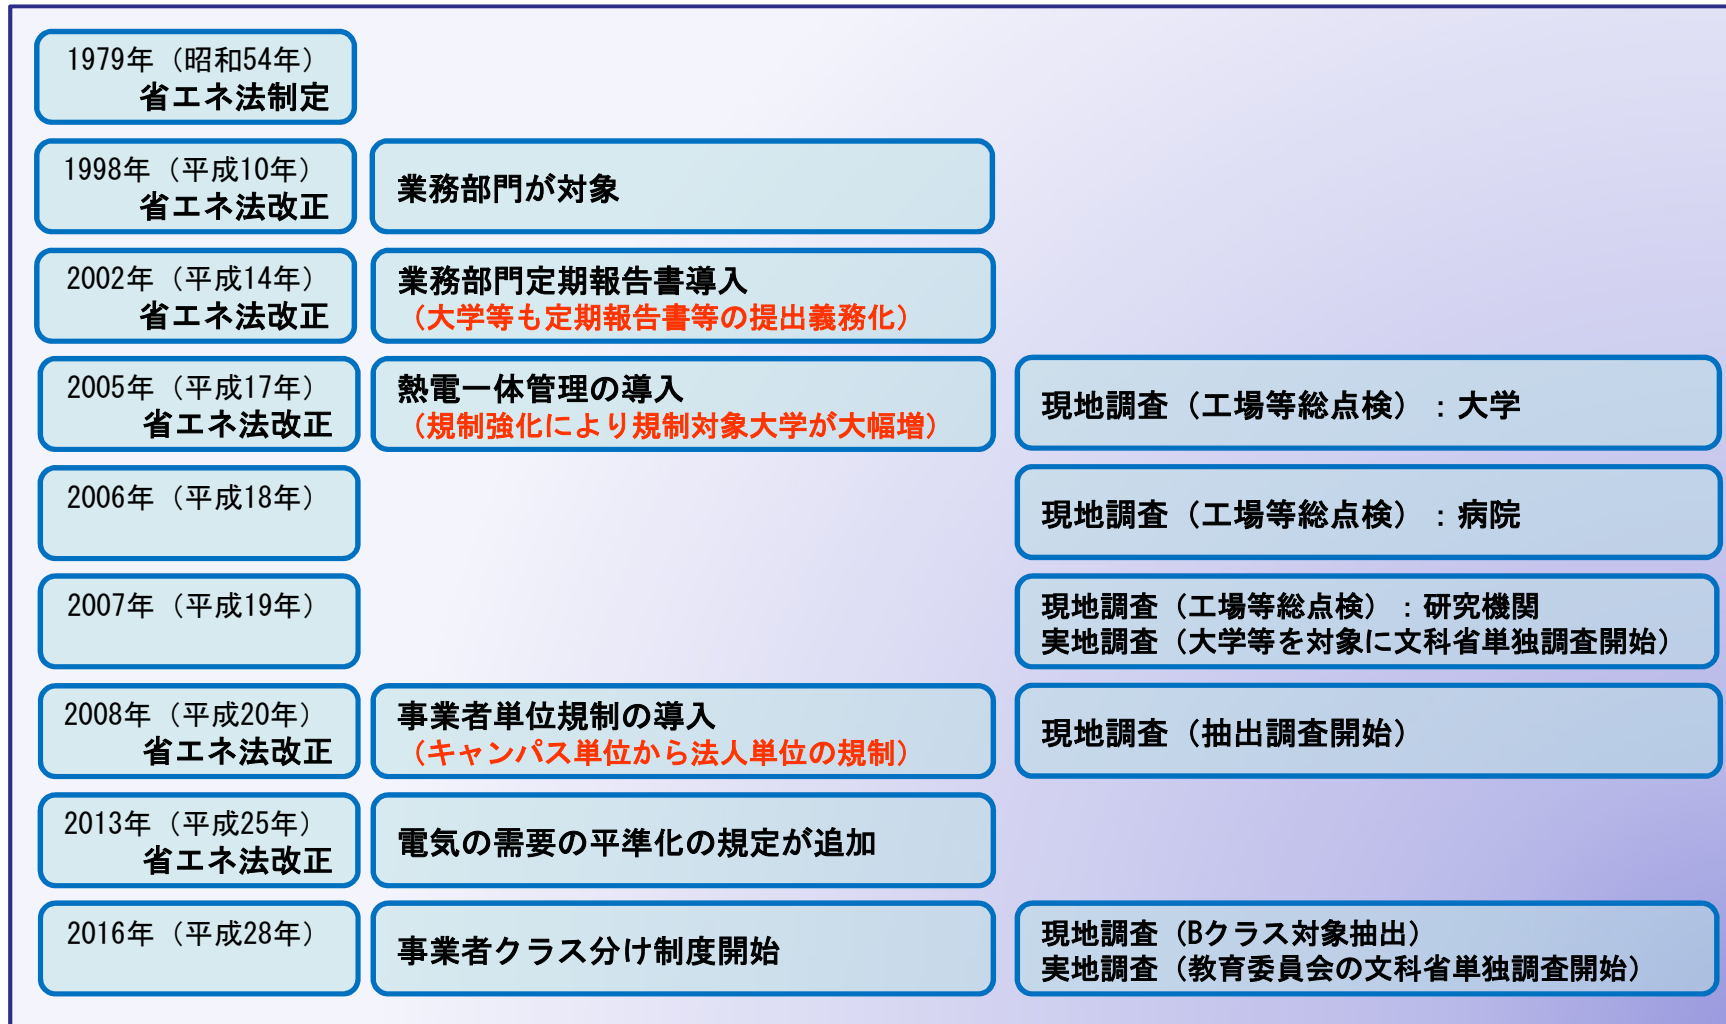 1979年（昭和54年）
省エネ法制定
1998年（平成10年）
省エネ法改正
業務部門が対象
2002年（平成14年）
省エネ法改正
業務部門定期報告書導入
（大学等も定期報告書等の提出義務化）
2005年（平成17年）
省エネ法改正
熱電一体管理の導入
（規制強化により規制対象大学が大幅増）
現地調査（工場等総点検）：大学
2006年（平成18年）
現地調査（工場等総点検）：病院
2007年（平成19年）
現地調査（工場等総点検）：研究機関
実地調査（大学等を対象に文科省単独調査開始）
2008年（平成20年）
省エネ法改正
事業者単位規制の導入
（キャンパス単位から法人単位の規制）
現地調査（抽出調査開始）
2013年（平成25年）
省エネ法改正
電気の需要の平準化の規定が追加
2016年（平成28年）
事業者クラス分け制度開始
現地調査（Bクラス対象抽出）
実地調査（教育委員会の文科省単独調査開始）